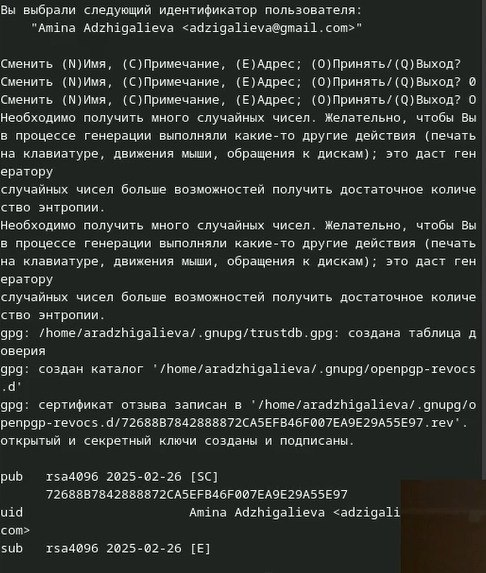 Вы выбрали следующий идентификатор пользователя:
"Amina Adzhigalieva <adzigalieva@gmail.com>"
Сменить (N)Имя, (C)Примечание, (E)Адрес; (O)Принять/(Q)Выход?
Сменить (N)Имя, (C)Примечание, (E)Адрес; (O)Принять/(Q)Выход? 0
Сменить (N)Имя, (C)Примечание, (E)Адрес; (O)Принять/(Q)Выход? O
Необходимо получить много случайных чисел. Желательно, чтобы Вы
в процессе генерации выполняли какие-то другие действия (печать
на клавиатуре, движения мыши, обращения к дискам); это даст ген
ератору
случайных чисел больше возможностей получить достаточное количе
ство энтропии.
Необходимо получить много случайных чисел. Желательно, чтобы Вы
в процессе генерации выполняли какие-то другие действия (печать
на клавиатуре, движения мыши, обращения к дискам); это даст ген
ератору
случайных чисел больше возможностей получить достаточное количе
ство энтропии.
gpg: /home/aradzhigalieva/.gnupg/trustdb.gpg: создана таблица д
оверия
gpg: создан каталог '/home/aradzhigalieva/.gnupg/openpgp-revocs
.d'
gpg: сертификат отзыва записан в '/home/aradzhigalieva/.gnupg/o
penpgp-revocs.d/72688B7842888872CA5EFB46F007EA9E29A55E97.rev'.
открытый и секретный ключи созданы и подписаны.
pub rsa4096 2025-02-26 [SC]
72688B7842888872CA5EFB46F007EA9E29A55E97
uid Amina Adzhigalieva <adzigali
com>
sub rsa4096 2025-02-26 [E]